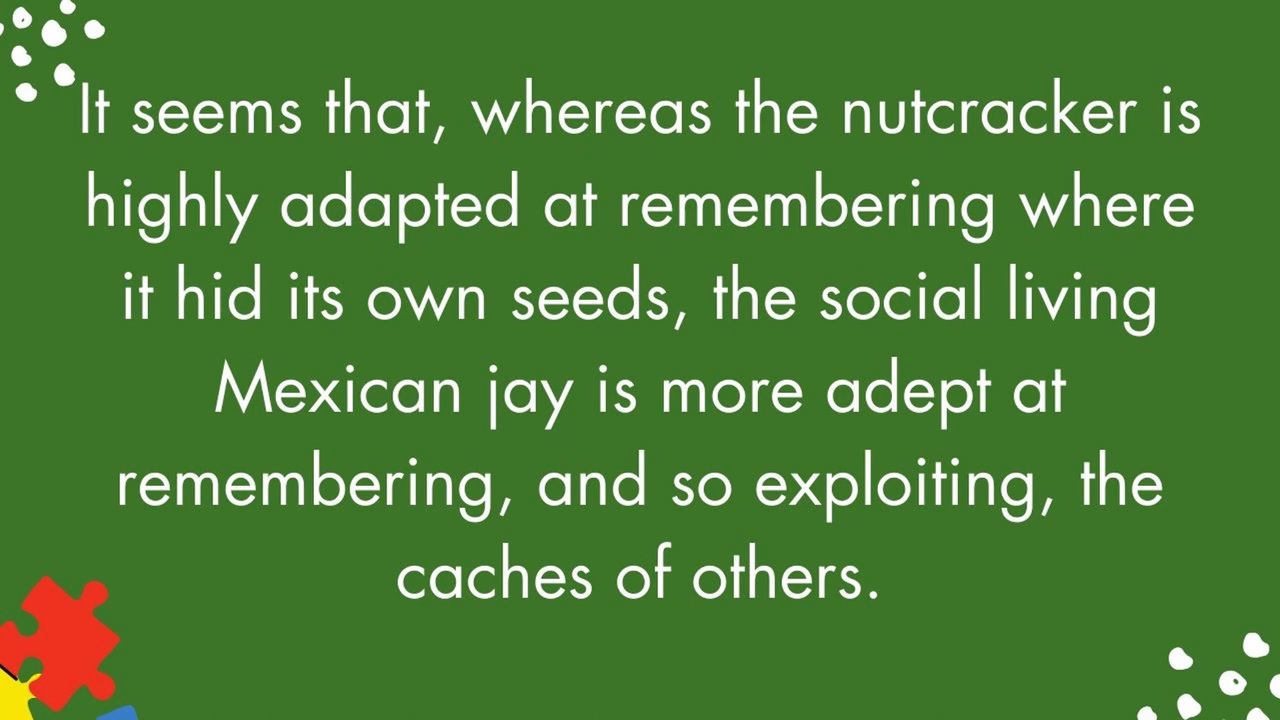 It seems that, whereas the nutcracker is
highly adapted at remembering where
it hid its own seeds, the social living
Mexican jay is more adept at
remembering, and so exploiting, the
caches of others.